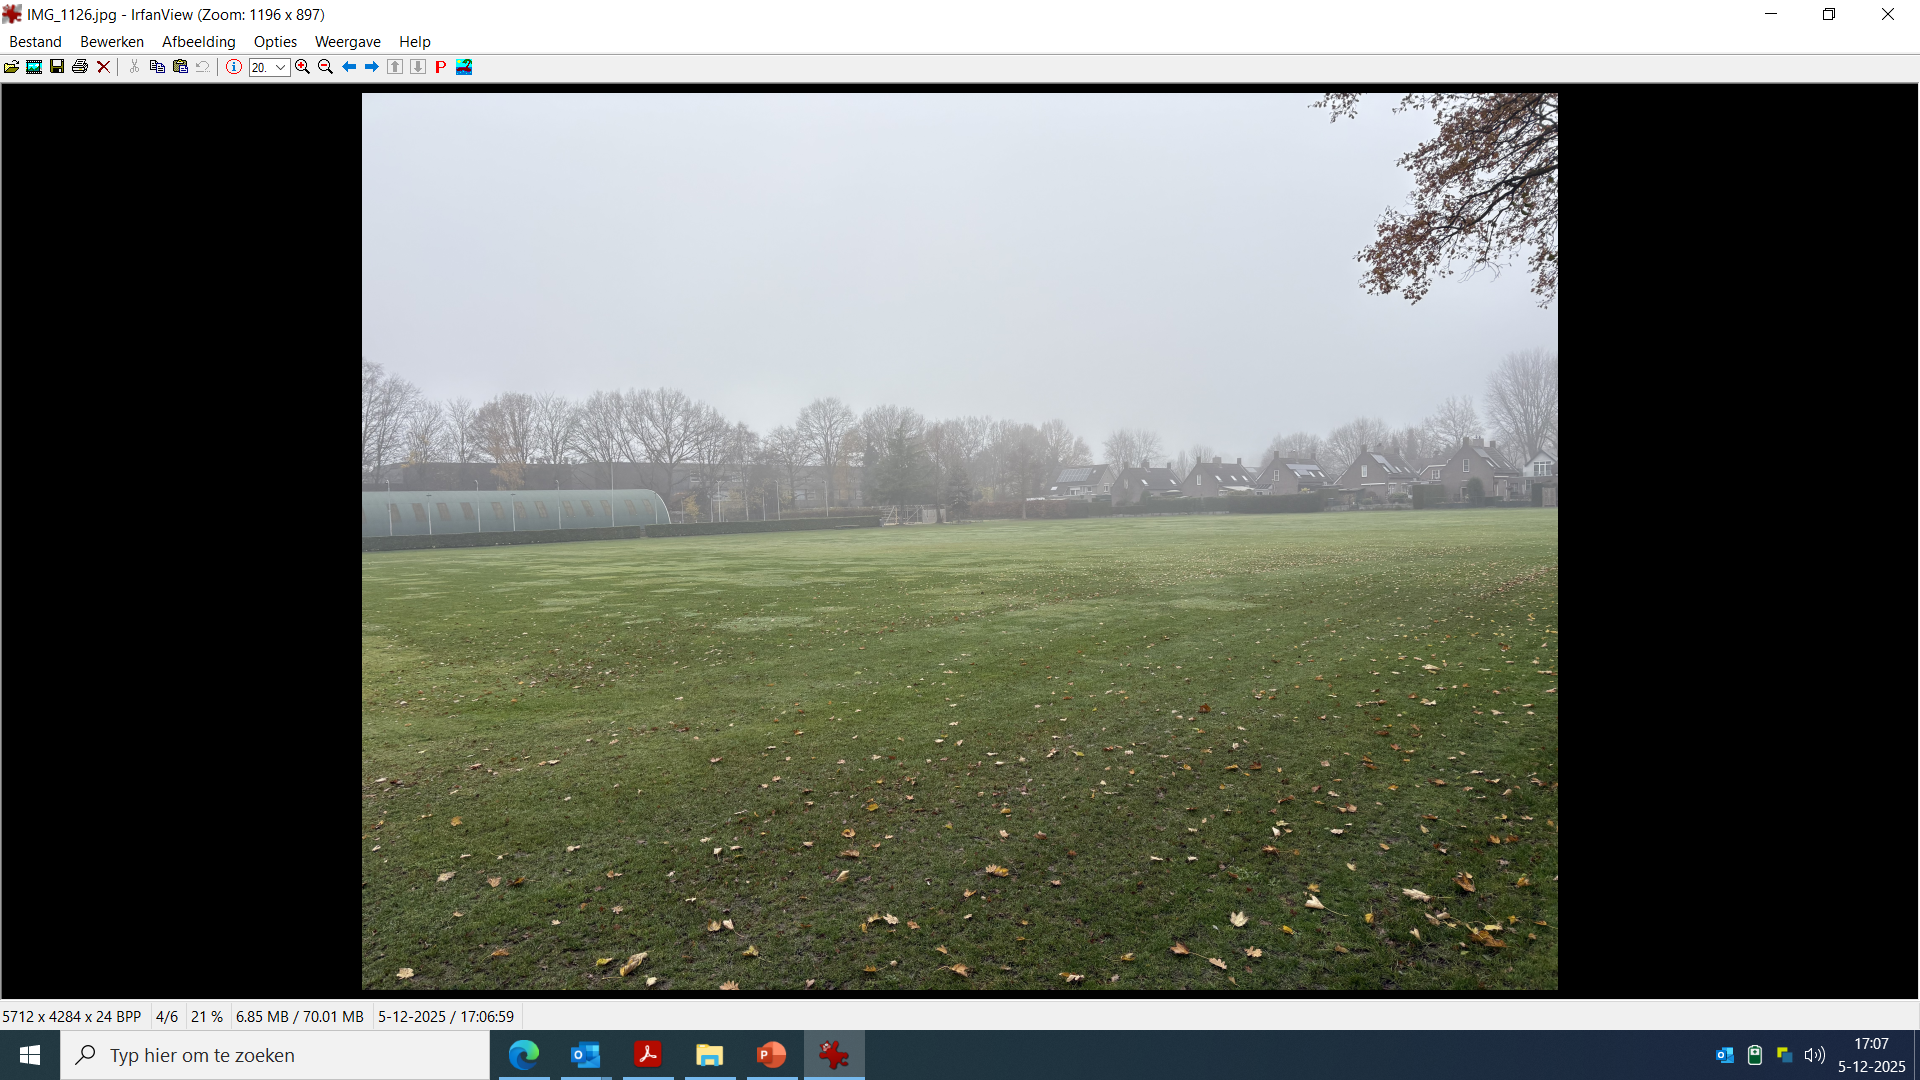 IMG_1126.jpg - IrfanView (Zoom: 1196 x 897)
Bestand Bewerken Afbeelding Opties Weergave Help
20.
P
5712 x 4284 x 24 BPP 4/6 21 % 6.85 MB / 70.01 MB 5-12-2025 / 17:06:59
Typ hier om te zoeken
17:07
5-12-2025